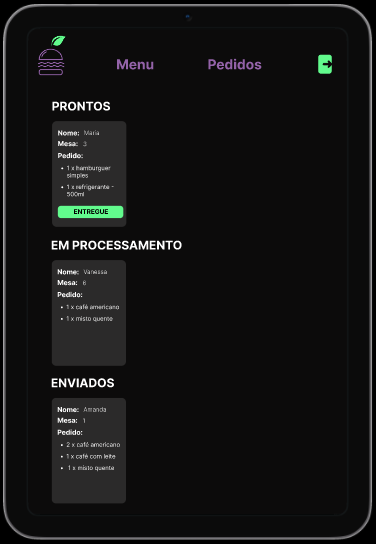 Menu Pedidos
PRONTOS
Nome: Maria
Mesa: 3
Pedido:
• 1 x hamburguer
simples
• 1 x refrigerante -
500ml
ENTREGUE
EM PROCESSAMENTO
Nome: Vanessa
Mesa: 6
Pedido:
• 1 x café americano
• 1 x misto quente
ENVIADOS
Nome: Amanda
Mesa: 1
Pedido:
• 2 x café americano
• 1 x café com leite
• 1 x misto quente